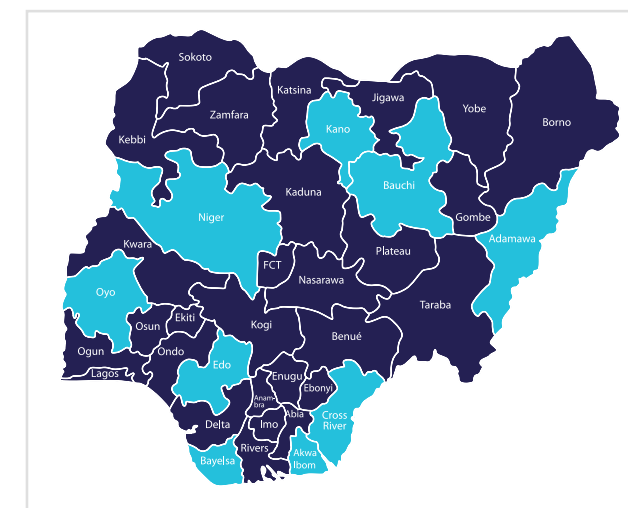 Sokoto
Katsina
Jigawa
Yobe
Borno
Zamfara
Kano
Kebbi
Kaduna
Bauchi
Gombe
Niger
Adamawa
Kwara
Plateau
FCT
Nasarawa
Oyo
Taraba
Ekiti
Osun
Kogi
Benué
Ogun
Ondo
Edo
Lagos
Enugu
Ebonyi
Anam-
bra
Abia
Cross
River
Delta
Imo
Rivers
Akwa
Ibom
Bayelsa